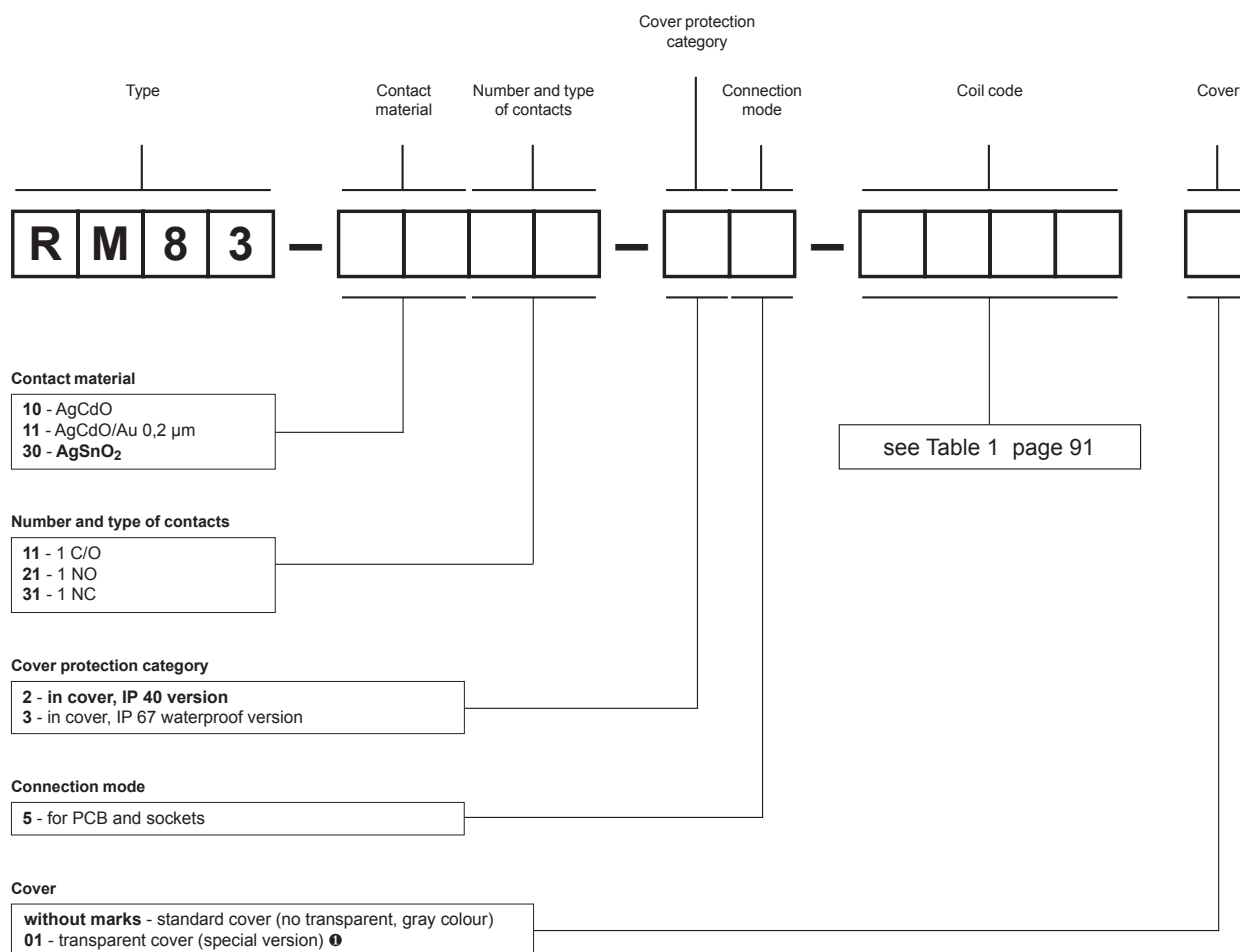 Cover protection
category
Type
Contact
material
Number and type
of contacts
Connection
mode
Coil code
Cover
R M 8 3 – – –
Contact material
10 - AgCdO
11 - AgCdO/Au 0,2 µm
30 - AgSnO₂
see Table 1 page 91
Number and type of contacts
11 - 1 C/O
21 - 1 NO
31 - 1 NC
Cover protection category
2 - in cover, IP 40 version
3 - in cover, IP 67 waterproof version
Connection mode
5 - for PCB and sockets
Cover
without marks - standard cover (no transparent, gray colour)
01 - transparent cover (special version) ❶